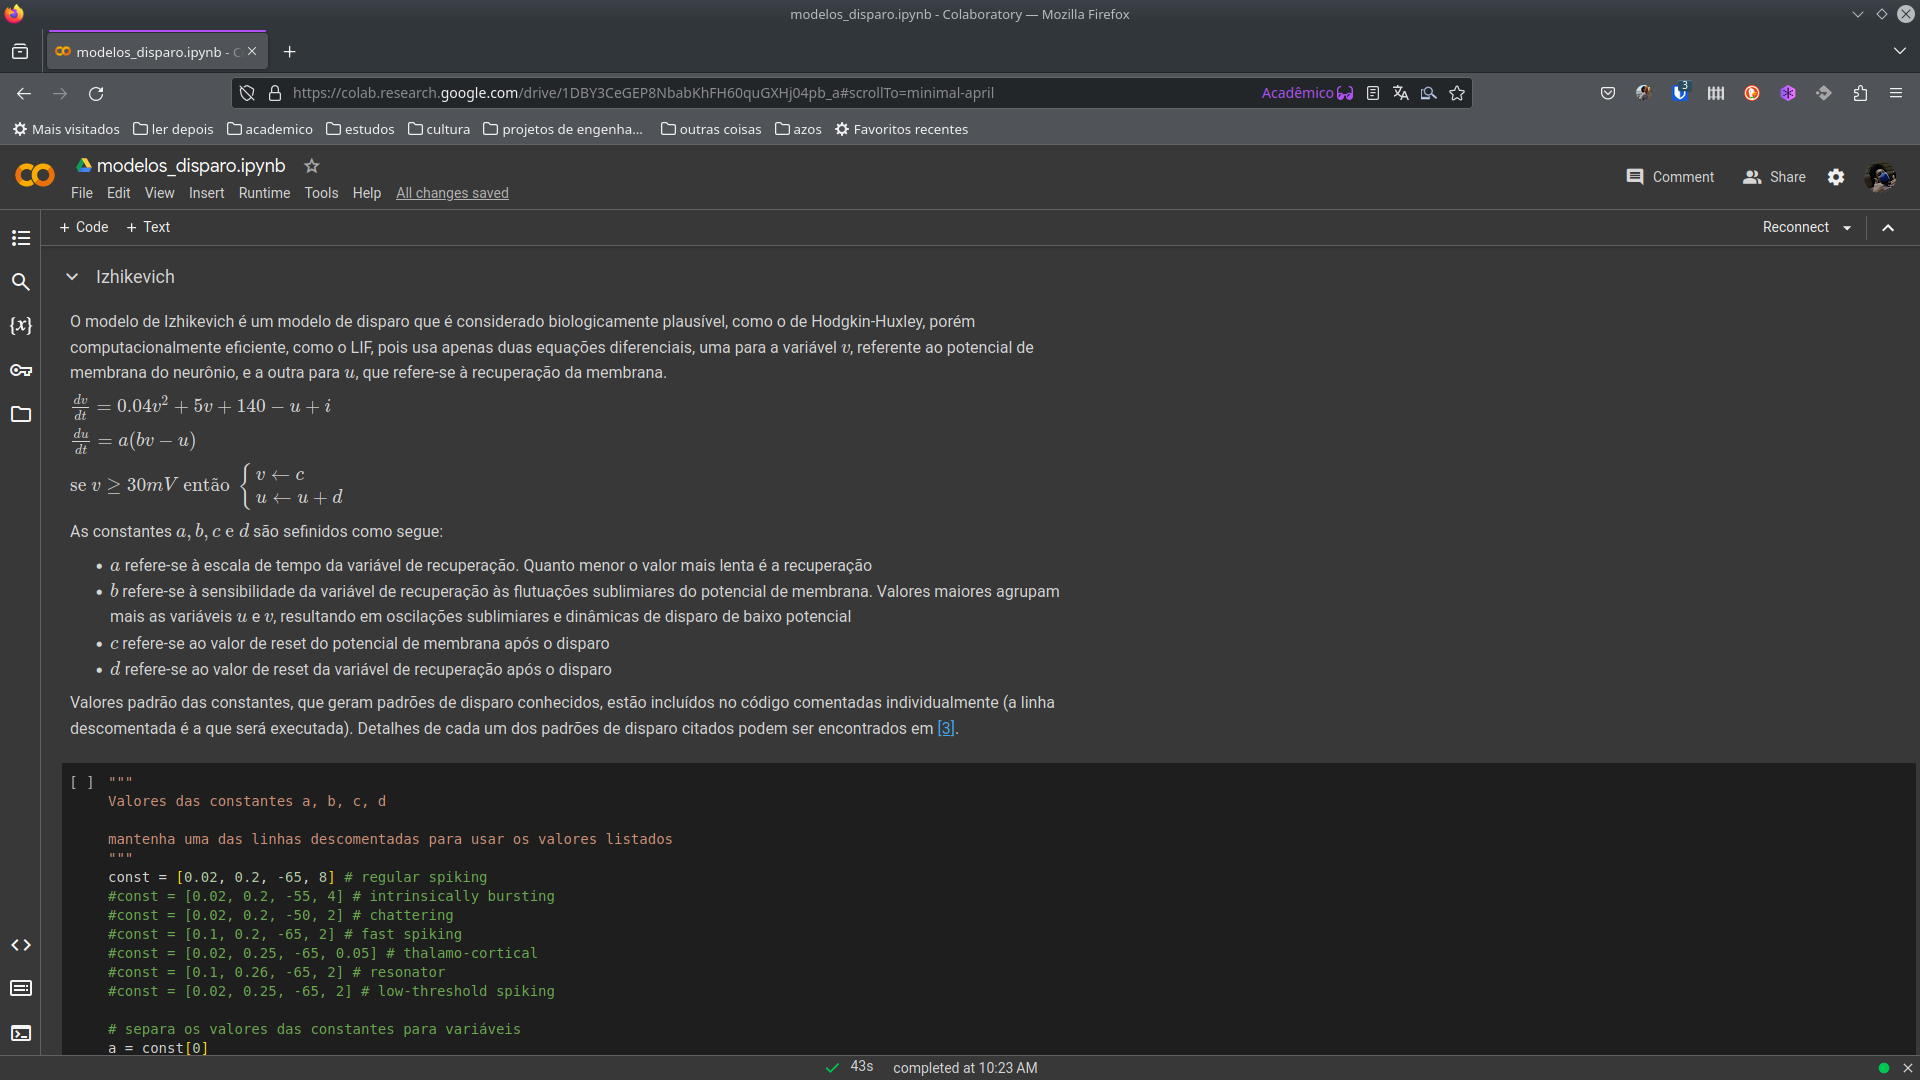 modelos_disparo.ipynb - Colaboratory — Mozilla Firefox
modelos_disparo.ipynb - C
https://colab.research.google.com/drive/1DBY3CeGEP8NbabKhFH60quGXHj04pb_a#scrollTo=minimal-april
Acadêmico
3
Mais visitados ler depois academico estudos cultura projetos de engenha... outras coisas azos Favoritos recentes
modelos_disparo.ipynb
Comment Share
File Edit View Insert Runtime Tools Help All changes saved
+ Code + Text
Reconnect
Izhikevich
O modelo de Izhikevich é um modelo de disparo que é considerado biologicamente plausível, como o de Hodgkin-Huxley, porém
computacionalmente eficiente, como o LIF, pois usa apenas duas equações diferenciais, uma para a variável v, referente ao potencial de
membrana do neurônio, e a outra para u, que refere-se à recuperação da membrana.
dv/dt = 0.04v² + 5v + 140 − u + i
du/dt = a(bv − u)
se v ≥ 30mV então { v ← c
u ← u + d
As constantes a, b, c e d são sefinidos como segue:
• a refere-se à escala de tempo da variável de recuperação. Quanto menor o valor mais lenta é a recuperação
• b refere-se à sensibilidade da variável de recuperação às flutuações sublimiares do potencial de membrana. Valores maiores agrupam
mais as variáveis u e v, resultando em oscilações sublimiares e dinâmicas de disparo de baixo potencial
• c refere-se ao valor de reset do potencial de membrana após o disparo
• d refere-se ao valor de reset da variável de recuperação após o disparo
Valores padrão das constantes, que geram padrões de disparo conhecidos, estão incluídos no código comentadas individualmente (a linha
descomentada é a que será executada). Detalhes de cada um dos padrões de disparo citados podem ser encontrados em [3].
[ ] """
Valores das constantes a, b, c, d
mantenha uma das linhas descomentadas para usar os valores listados
"""
const = [0.02, 0.2, -65, 8] # regular spiking
#const = [0.02, 0.2, -55, 4] # intrinsically bursting
#const = [0.02, 0.2, -50, 2] # chattering
#const = [0.1, 0.2, -65, 2] # fast spiking
#const = [0.02, 0.25, -65, 0.05] # thalamo-cortical
#const = [0.1, 0.26, -65, 2] # resonator
#const = [0.02, 0.25, -65, 2] # low-threshold spiking
# separa os valores das constantes para variáveis
a = const[0]
43s completed at 10:23 AM